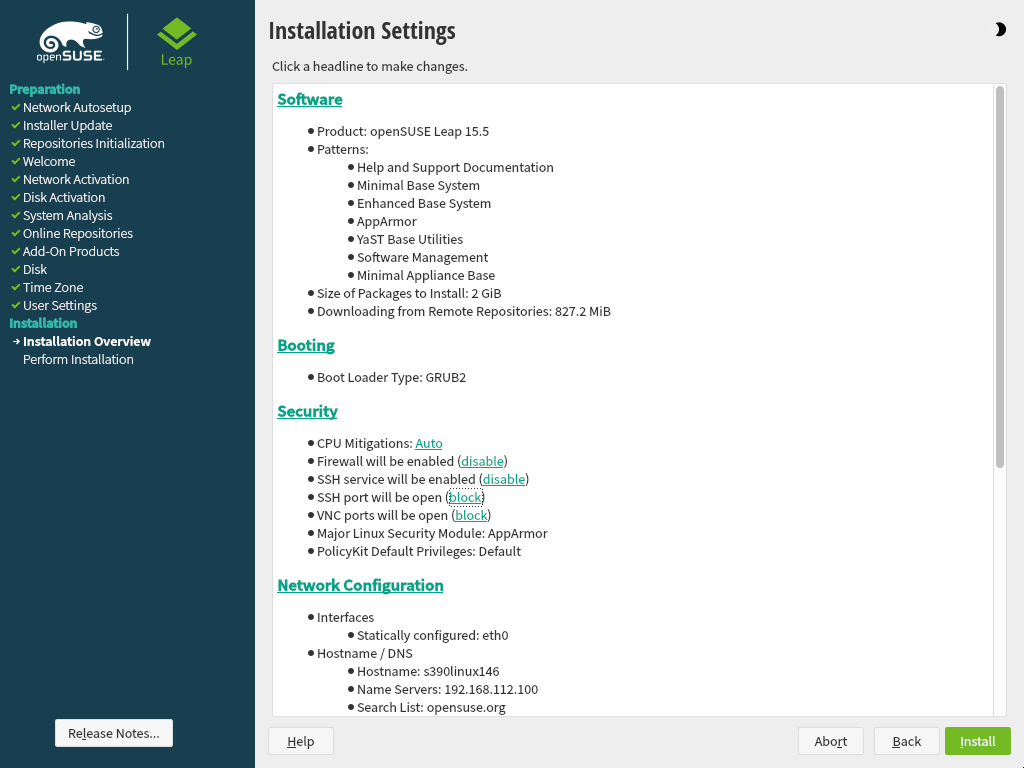 openSUSE
Leap
Preparation
Network Autosetup
Installer Update
Repositories Initialization
Welcome
Network Activation
Disk Activation
System Analysis
Online Repositories
Add-On Products
Disk
Time Zone
User Settings
Installation
Installation Overview
Perform Installation
Release Notes...
Installation Settings
Click a headline to make changes.
Software
Product: openSUSE Leap 15.5
Patterns:
Help and Support Documentation
Minimal Base System
Enhanced Base System
AppArmor
YaST Base Utilities
Software Management
Minimal Appliance Base
Size of Packages to Install: 2 GiB
Downloading from Remote Repositories: 827.2 MiB
Booting
Boot Loader Type: GRUB2
Security
CPU Mitigations: Auto
Firewall will be enabled (disable)
SSH service will be enabled (disable)
SSH port will be open (block)
VNC ports will be open (block)
Major Linux Security Module: AppArmor
PolicyKit Default Privileges: Default
Network Configuration
Interfaces
Statically configured: eth0
Hostname / DNS
Hostname: s390linux146
Name Servers: 192.168.112.100
Search List: opensuse.org
Help
Abort
Back
Install